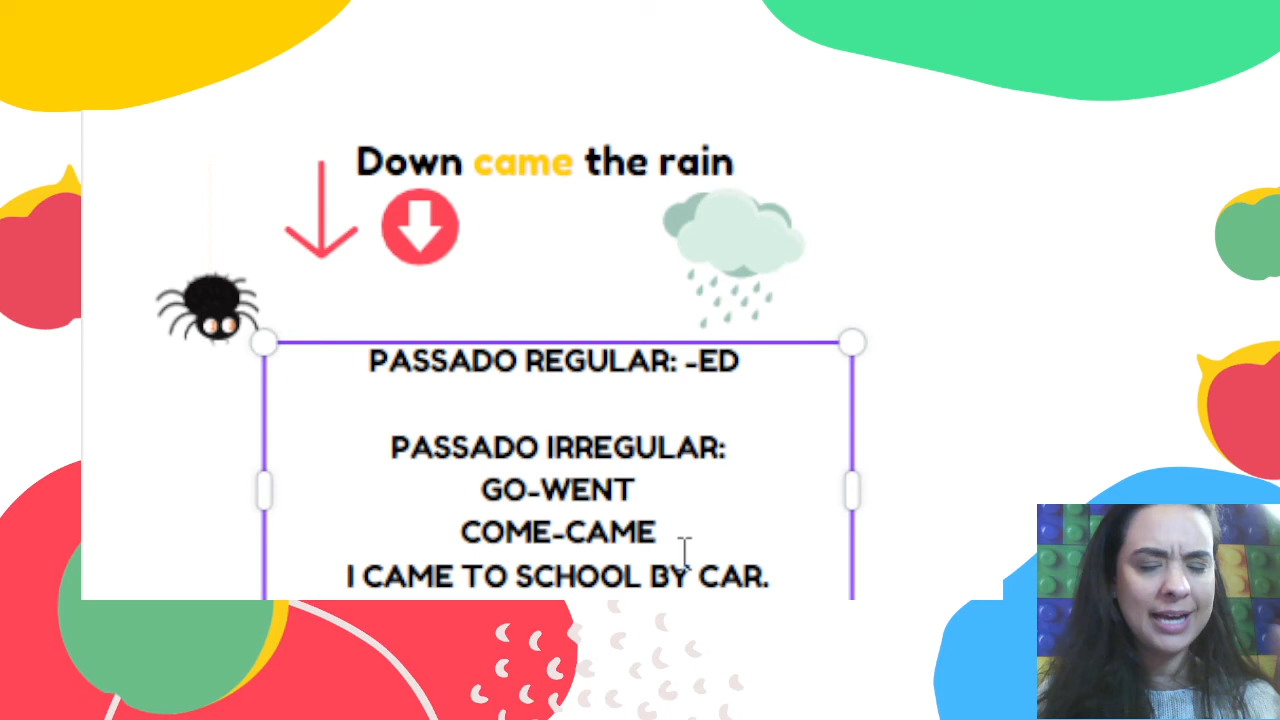 Down came the rain
PASSADO REGULAR: -ED
PASSADO IRREGULAR:
GO-WENT
COME-CAME
I CAME TO SCHOOL BY CAR.